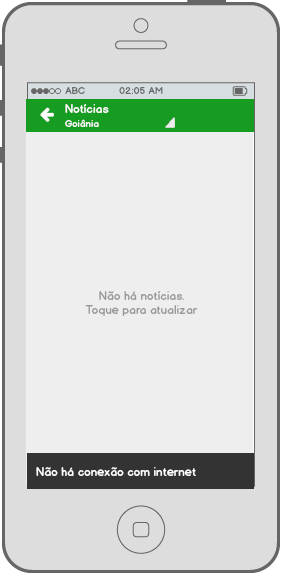 ABC 02:05 AM
Notícias
Goiânia
Não há notícias.
Toque para atualizar
Não há conexão com internet